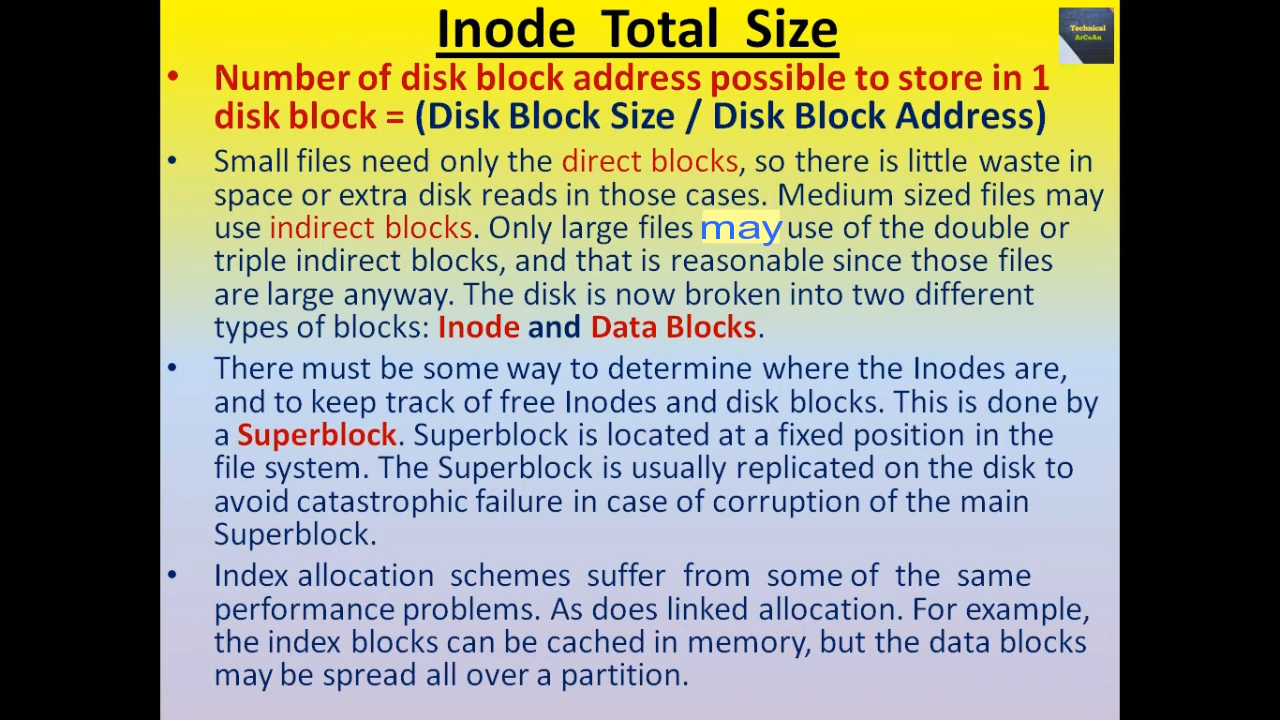 Inode Total Size
Technical
ArCoAn
• Number of disk block address possible to store in 1
disk block = (Disk Block Size / Disk Block Address)
• Small files need only the direct blocks, so there is little waste in
space or extra disk reads in those cases. Medium sized files may
use indirect blocks. Only large files may use of the double or
triple indirect blocks, and that is reasonable since those files
are large anyway. The disk is now broken into two different
types of blocks: Inode and Data Blocks.
• There must be some way to determine where the Inodes are,
and to keep track of free Inodes and disk blocks. This is done by
a Superblock. Superblock is located at a fixed position in the
file system. The Superblock is usually replicated on the disk to
avoid catastrophic failure in case of corruption of the main
Superblock.
• Index allocation schemes suffer from some of the same
performance problems. As does linked allocation. For example,
the index blocks can be cached in memory, but the data blocks
may be spread all over a partition.